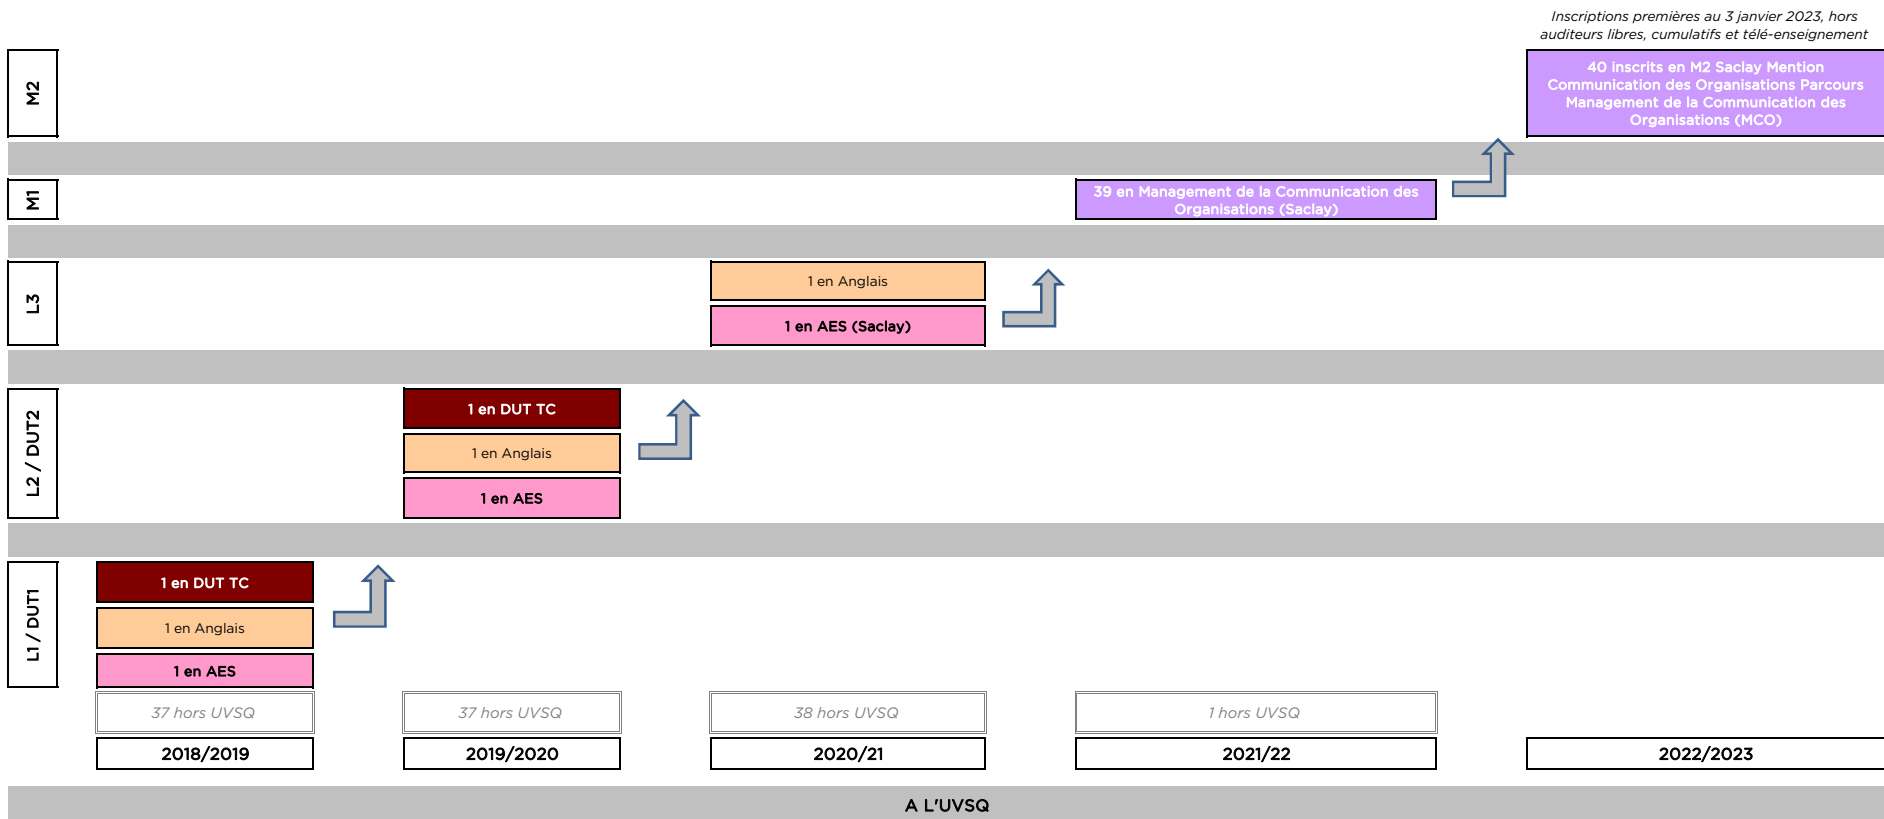 Inscriptions premières au 3 janvier 2023, hors
auditeurs libres, cumulatifs et télé-enseignement
M2
40 inscrits en M2 Saclay Mention
Communication des Organisations Parcours
Management de la Communication des
Organisations (MCO)
M1
39 en Management de la Communication des
Organisations (Saclay)
L3
1 en Anglais
1 en AES (Saclay)
L2 / DUT2
1 en DUT TC
1 en Anglais
1 en AES
L1 / DUT1
1 en DUT TC
1 en Anglais
1 en AES
37 hors UVSQ
37 hors UVSQ
38 hors UVSQ
1 hors UVSQ
2018/2019
2019/2020
2020/21
2021/22
2022/2023
A L'UVSQ